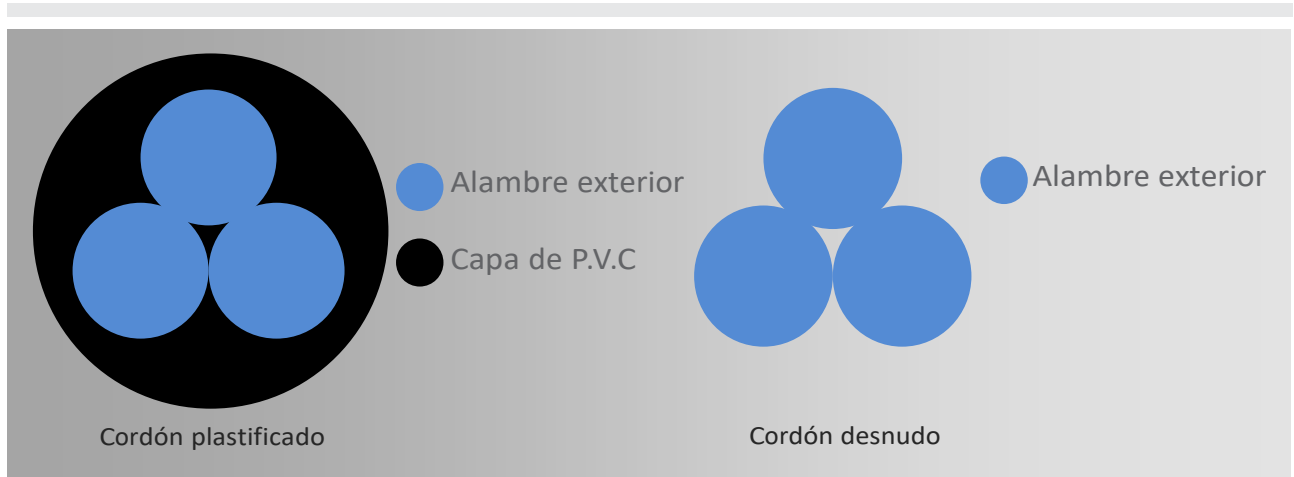 Alambre exterior
Capa de P.V.C
Cordón plastificado
Alambre exterior
Cordón desnudo